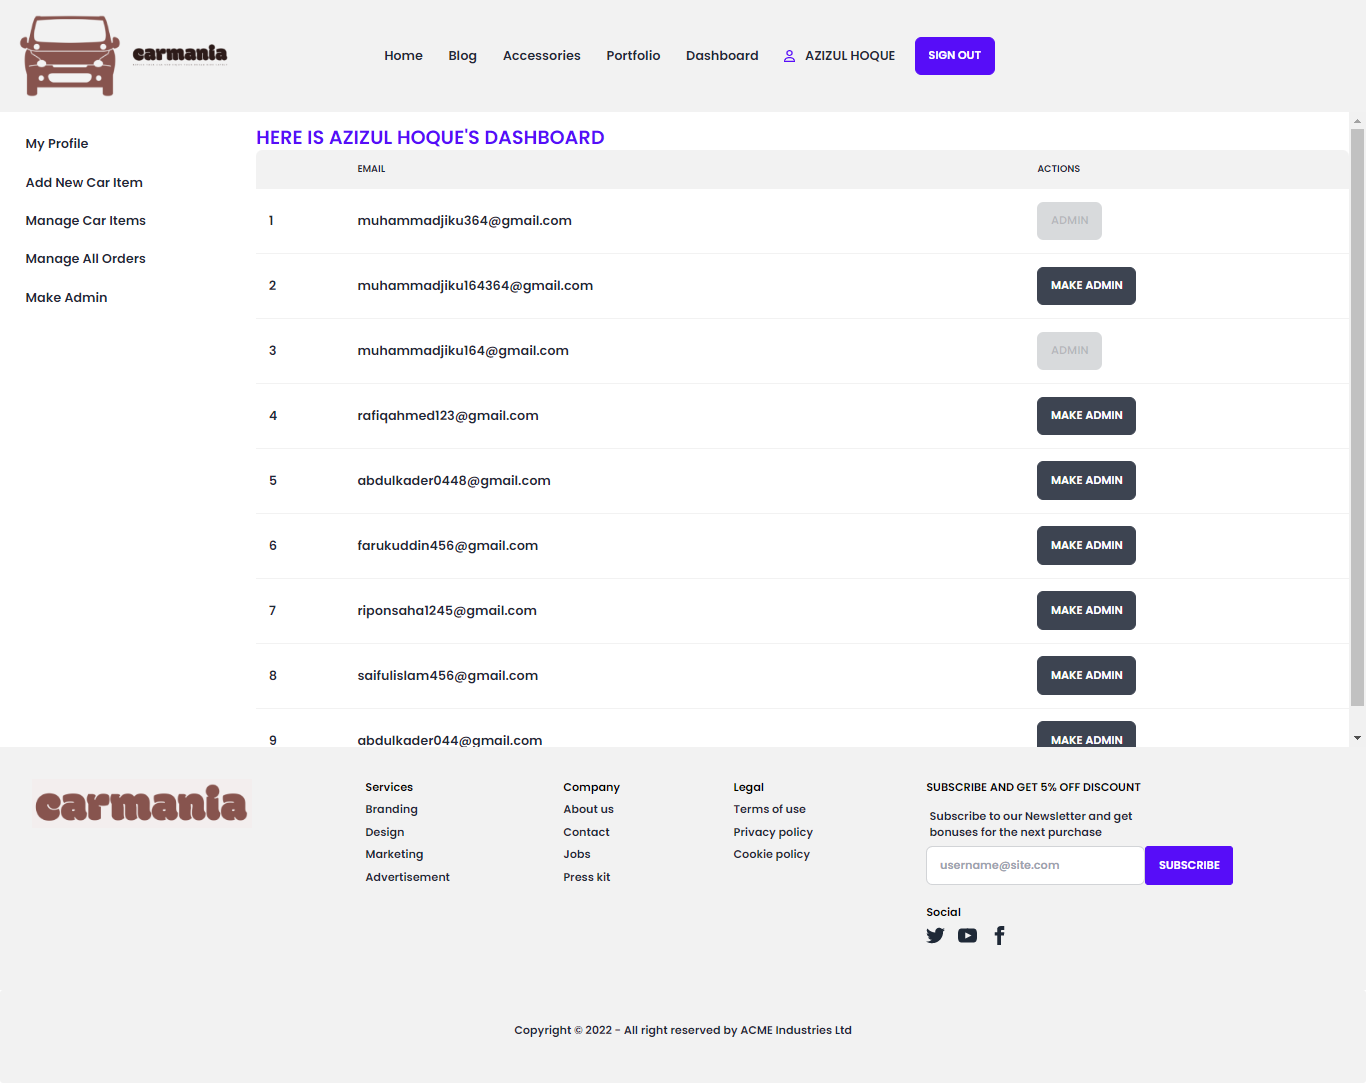 carmania
Home Blog Accessories Portfolio Dashboard AZIZUL HOQUE SIGN OUT
My Profile
Add New Car Item
Manage Car Items
Manage All Orders
Make Admin
HERE IS AZIZUL HOQUE'S DASHBOARD
EMAIL ACTIONS
1 muhammadjiku364@gmail.com ADMIN
2 muhammadjiku164364@gmail.com MAKE ADMIN
3 muhammadjiku164@gmail.com ADMIN
4 rafiqahmed123@gmail.com MAKE ADMIN
5 abdulkader0448@gmail.com MAKE ADMIN
6 farukuddin456@gmail.com MAKE ADMIN
7 riponsaha1245@gmail.com MAKE ADMIN
8 saifulislam456@gmail.com MAKE ADMIN
9 abdulkader044@gmail.com MAKE ADMIN
carmania
Services
Branding
Design
Marketing
Advertisement
Company
About us
Contact
Jobs
Press kit
Legal
Terms of use
Privacy policy
Cookie policy
SUBSCRIBE AND GET 5% OFF DISCOUNT
Subscribe to our Newsletter and get
bonuses for the next purchase
username@site.com SUBSCRIBE
Social
Copyright © 2022 - All right reserved by ACME Industries Ltd